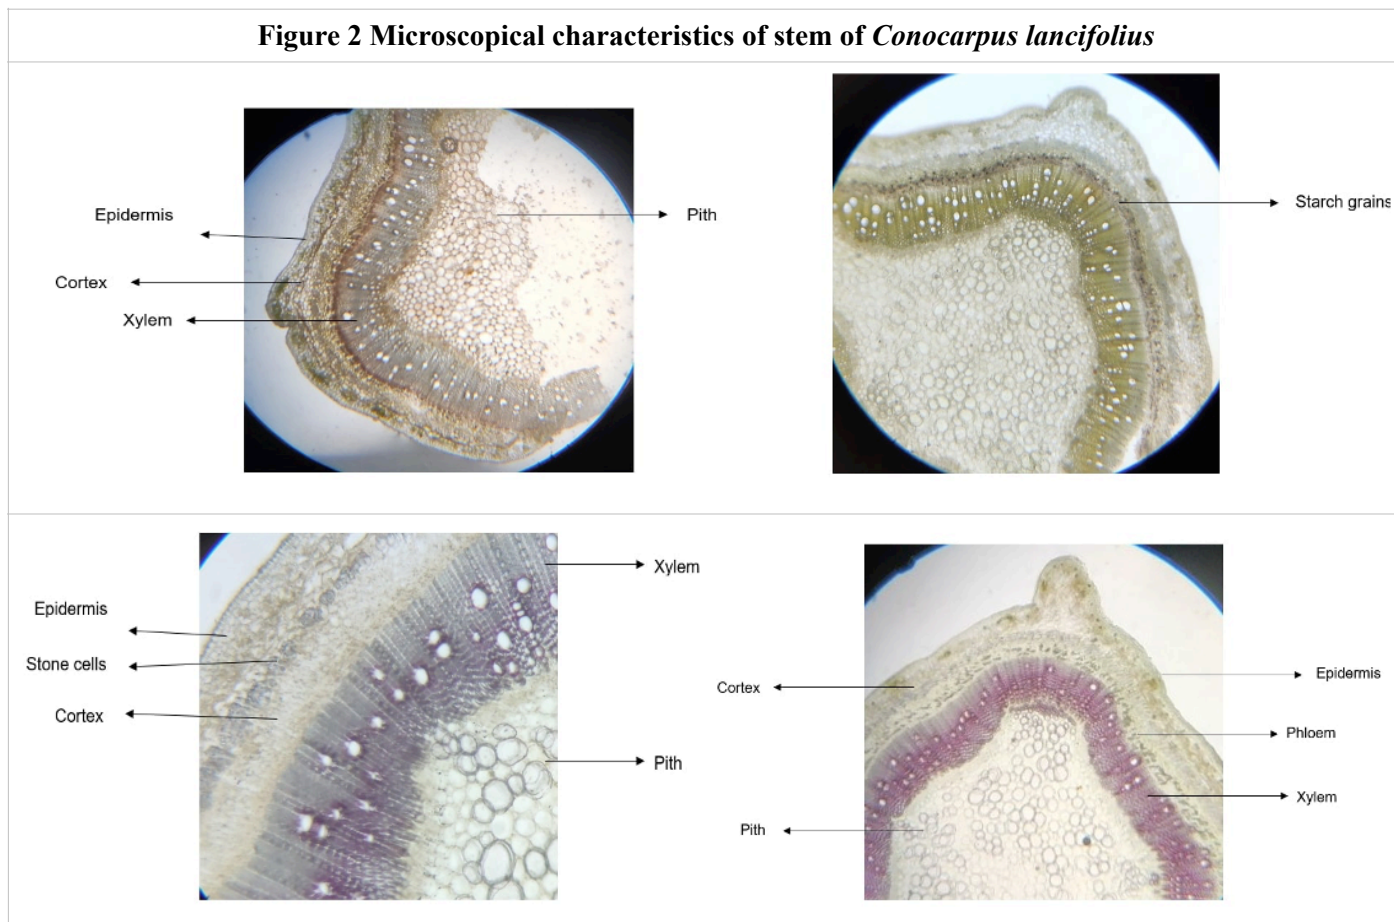 Figure 2 Microscopical characteristics of stem of Conocarpus lancifolius
Epidermis
Cortex
Xylem
Pith
Starch grains
Epidermis
Stone cells
Cortex
Xylem
Pith
Cortex
Pith
Epidermis
Phloem
Xylem